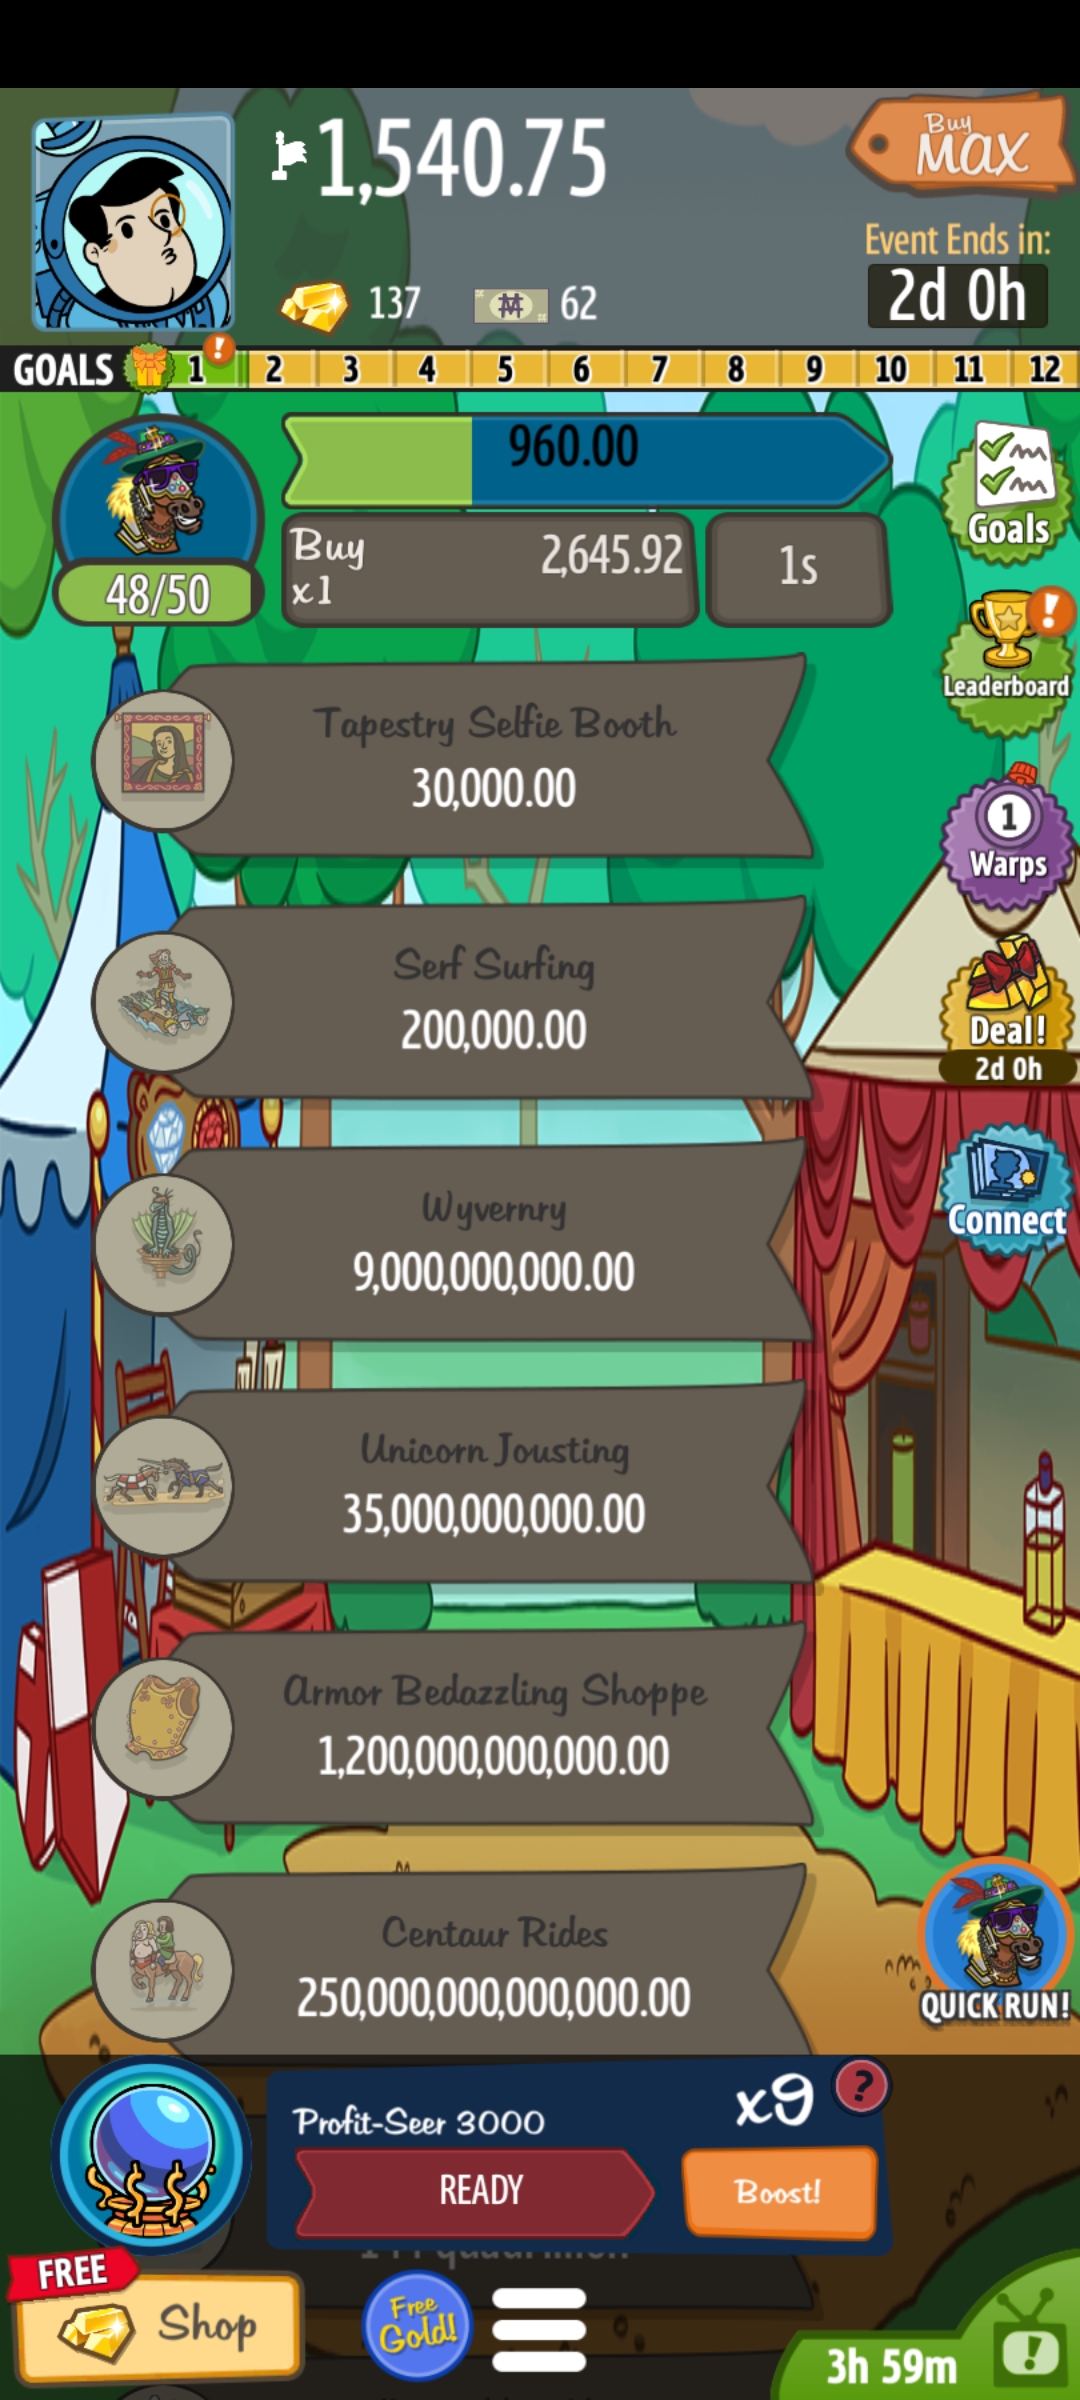 1,540.75
Buy
MAX
Event Ends in:
2d 0h
137
62
GOALS 1 ! 2 3 4 5 6 7 8 9 10 11 12
960.00
48/50
Buy
x1
2,645.92
1s
Goals
!
Leaderboard
Tapestry Selfie Booth
30,000.00
1
Warps
Serf Surfing
200,000.00
Deal!
2d 0h
Wyvernry
9,000,000,000.00
Connect
Unicorn Jousting
35,000,000,000.00
Armor Bedazzling Shoppe
1,200,000,000,000.00
Centaur Rides
250,000,000,000,000.00
QUICK RUN!
Profit-Seer 3000
x9
?
READY
Boost!
FREE
Shop
Free
Gold!
3h 59m
!